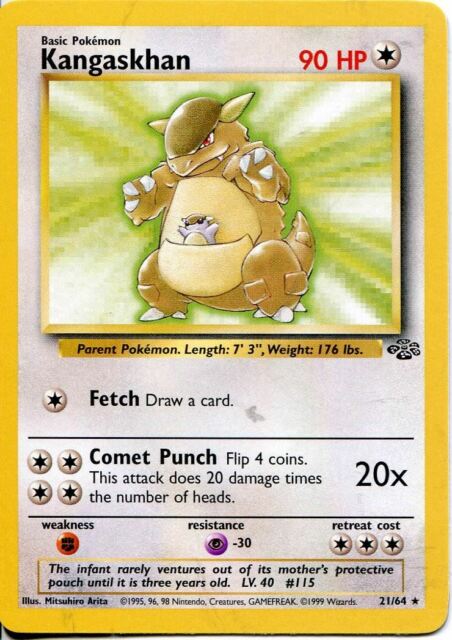 Basic Pokémon
Kangaskhan 90 HP
Parent Pokémon. Length: 7' 3", Weight: 176 lbs.
Fetch Draw a card.
Comet Punch Flip 4 coins.
This attack does 20 damage times
the number of heads.
20x
weakness resistance retreat cost
-30
The infant rarely ventures out of its mother's protective
pouch until it is three years old. LV. 40 #115
Illus. Mitsuhiro Arita ©1995, 96, 98 Nintendo, Creatures, GAMEFREAK. ©1999 Wizards. 21/64 ★